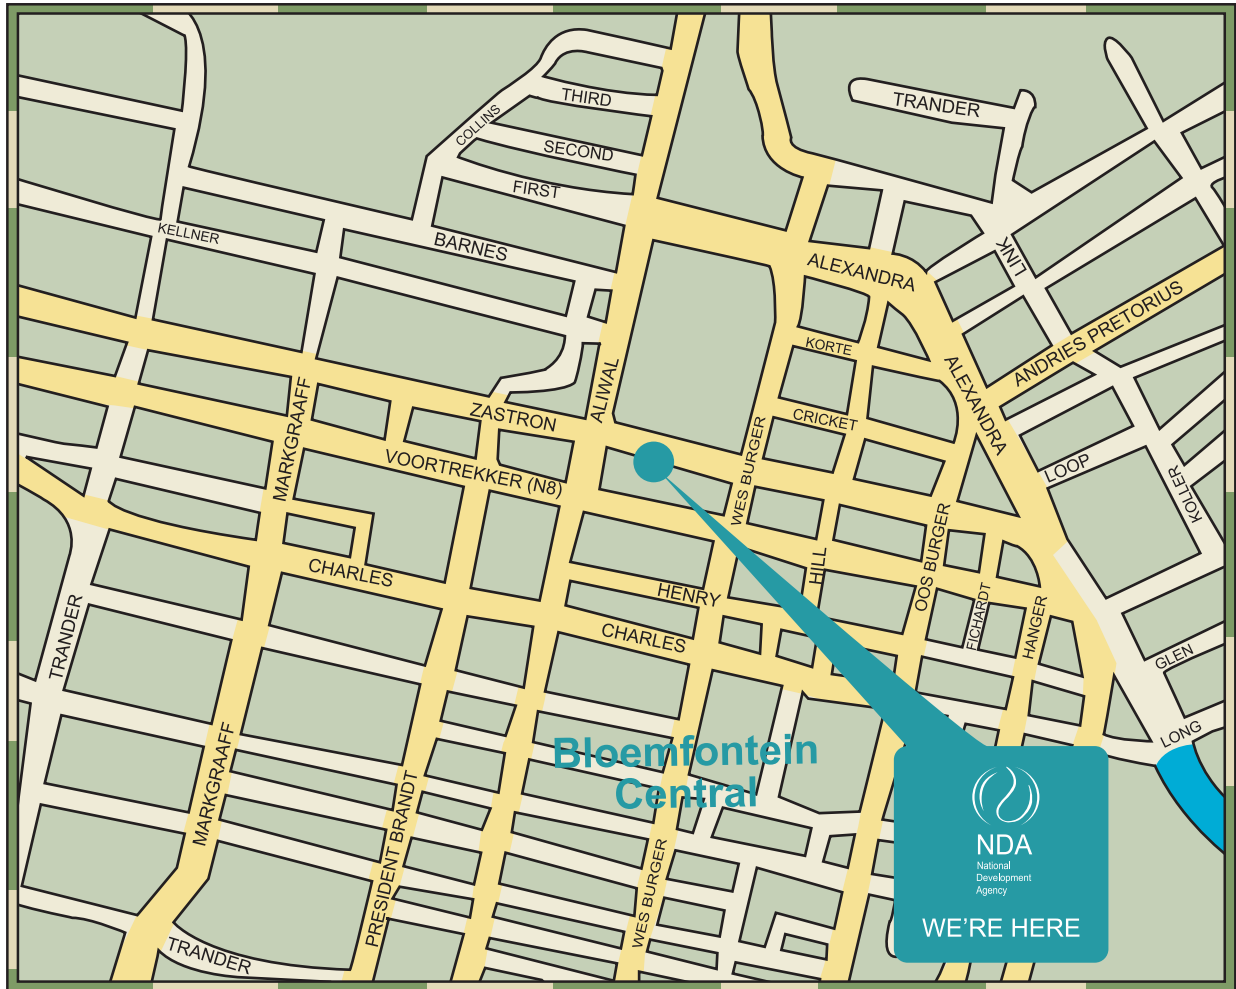 TRANDER
THIRD
COLLINS
SECOND
FIRST
KELLNER
BARNES
LINK
ALEXANDRA
ANDRIES PRETORIUS
KORTE
ALEXANDRA
MARKGRAAFF
ALIWAL
ZASTRON
CRICKET
WES BURGER
VOORTREKKER (N8)
LOOP
KOLLER
OOS BURGER
HILL
CHARLES
HENRY
FICHARDT
HANGER
TRANDER
CHARLES
GLEN
LONG
Bloemfontein
Central
MARKGRAAFF
PRESIDENT BRANDT
WES BURGER
TRANDER
NDA
National
Development
Agency
WE'RE HERE